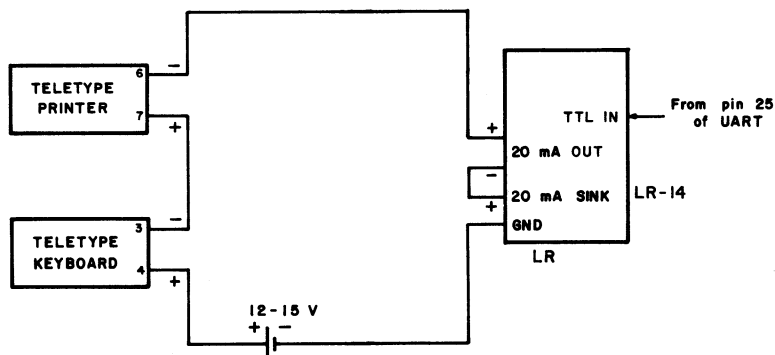 6
−
TELETYPE
PRINTER
7
+
3
−
TELETYPE
KEYBOARD
4
+
12-15 V
+ −
TTL IN
From pin 25
of UART
+
20 mA OUT
−
20 mA SINK
+
GND
LR-14
LR